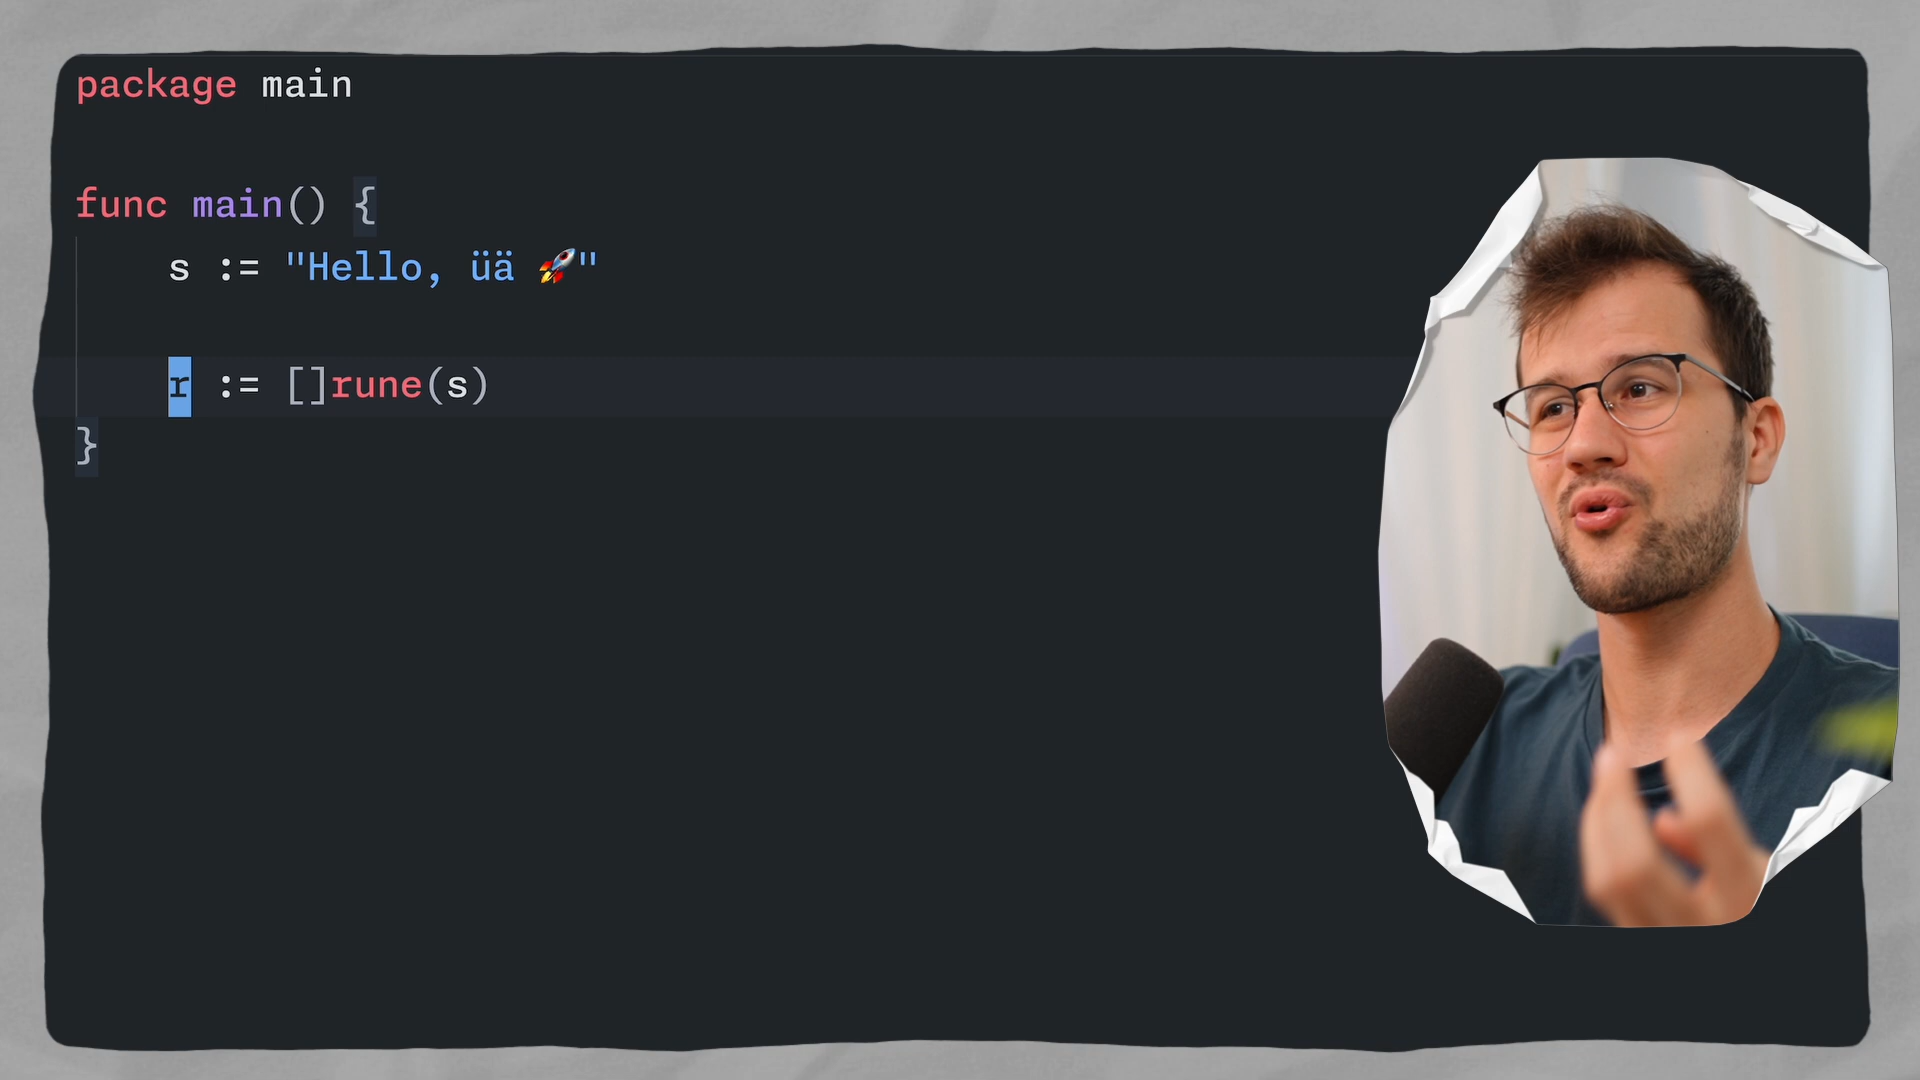 package main
func main() {
s := "Hello, üä 🚀"
r := []rune(s)
}